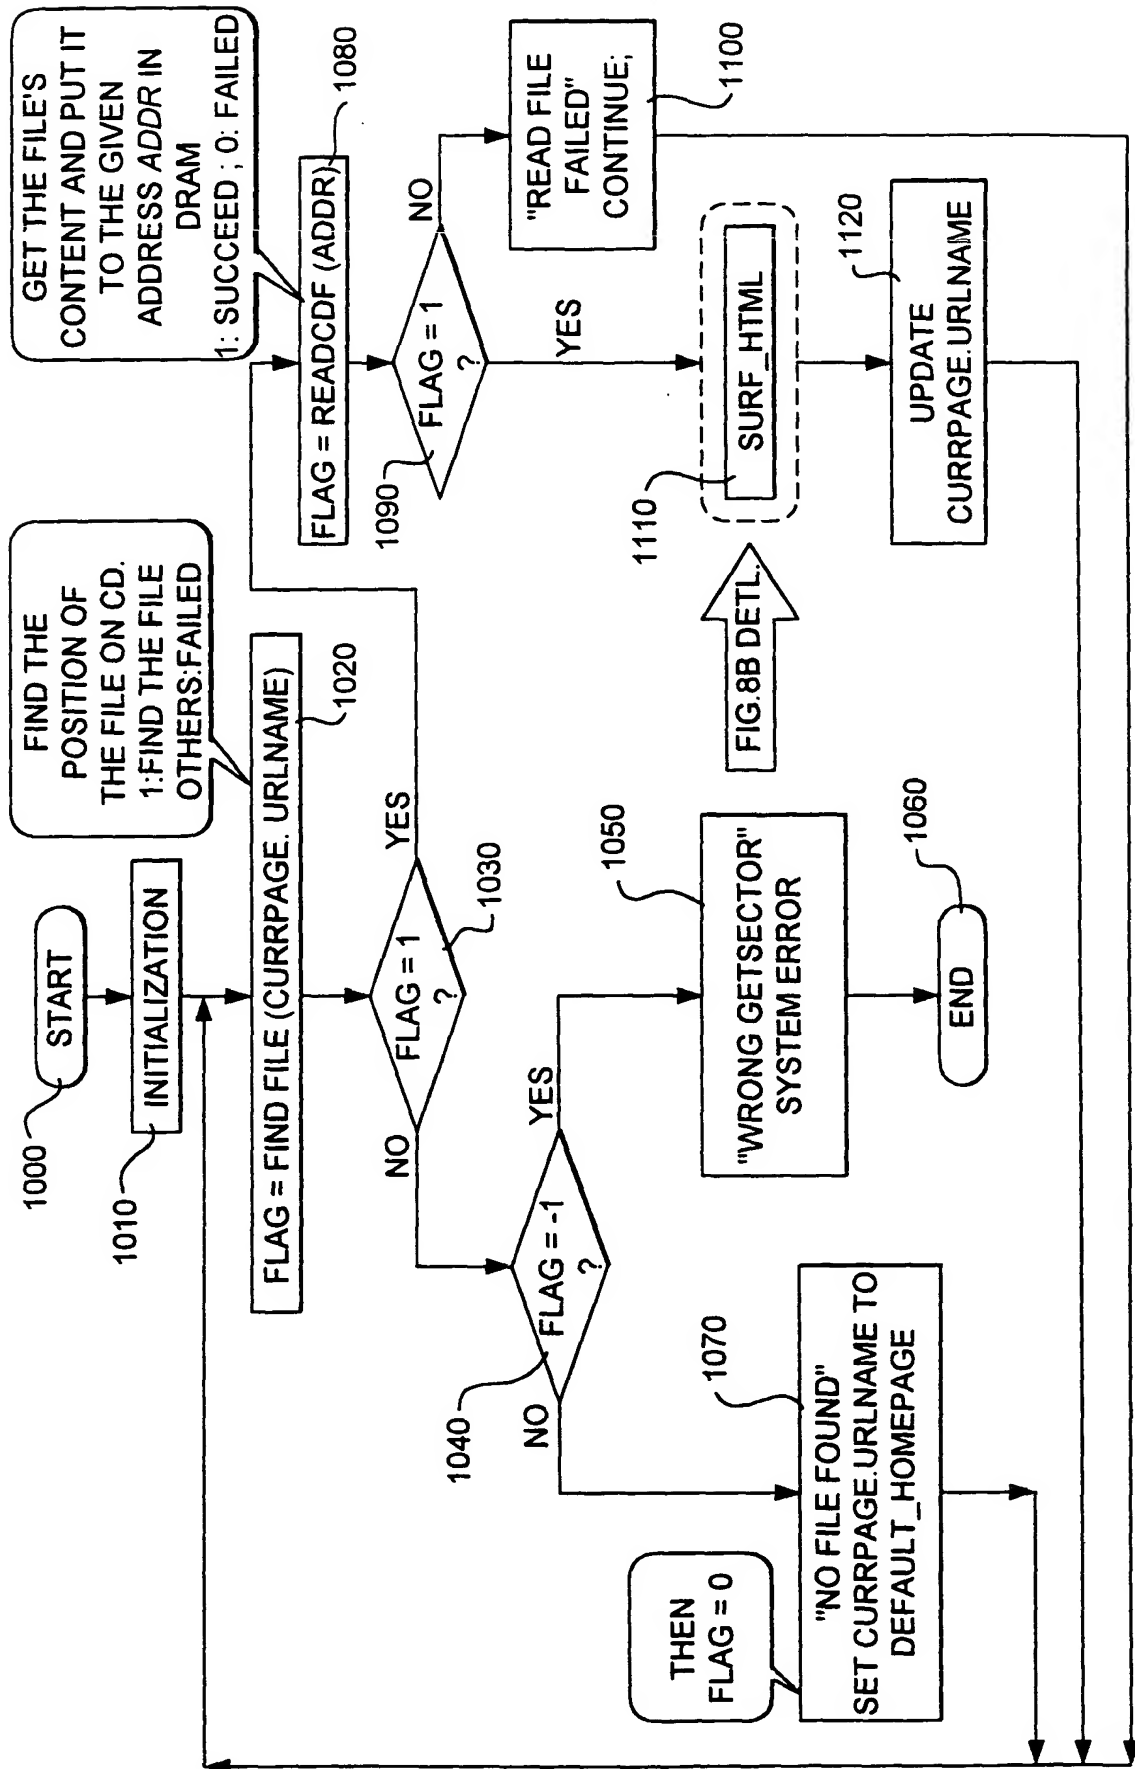 START
1000
INITIALIZATION
1010
FIND THE
POSITION OF
THE FILE ON CD.
1:FIND THE FILE
OTHERS:FAILED
FLAG = FIND FILE (CURRPAGE. URLNAME)
1020
FLAG = 1
?
1030
YES
NO
FLAG = -1
?
1040
YES
NO
"WRONG GETSECTOR"
SYSTEM ERROR
1050
END
1060
THEN
FLAG = 0
"NO FILE FOUND"
SET CURRPAGE.URLNAME TO
DEFAULT_HOMEPAGE
1070
GET THE FILE'S
CONTENT AND PUT IT
TO THE GIVEN
ADDRESS ADDR IN
DRAM
1: SUCCEED ; 0: FAILED
FLAG = READCDF (ADDR)
1080
FLAG = 1
?
1090
NO
YES
"READ FILE
FAILED"
CONTINUE;
1100
FIG.8B DETL.
SURF_HTML
1110
UPDATE
CURRPAGE.URLNAME
1120